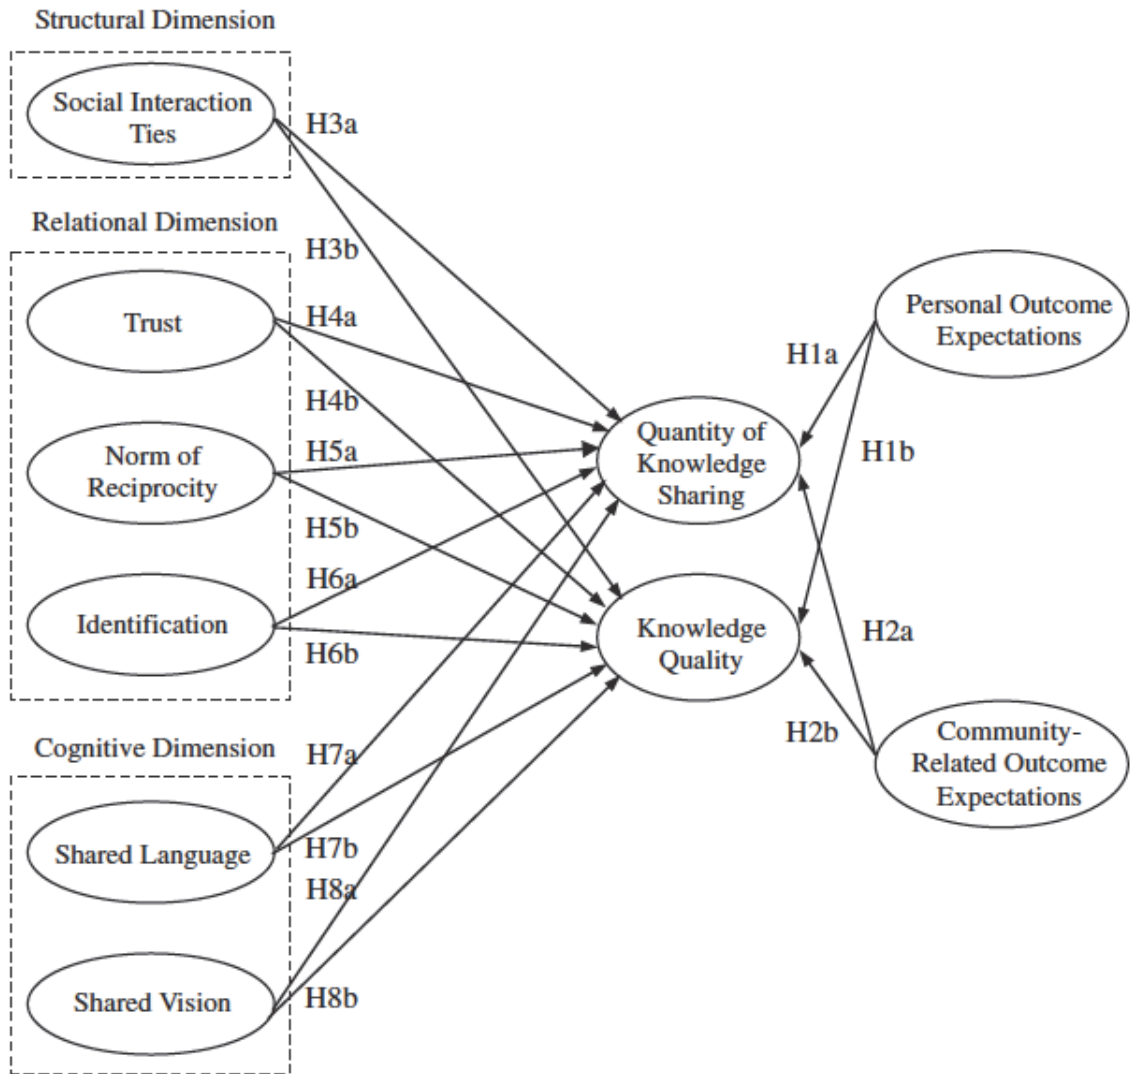 Structural Dimension
Social Interaction
Ties
H3a
Relational Dimension
H3b
Trust
H4a
H4b
Norm of
Reciprocity
H5a
H5b
H6a
Identification
H6b
Cognitive Dimension
H7a
Shared Language
H7b
H8a
Shared Vision
H8b
Quantity of
Knowledge
Sharing
Knowledge
Quality
Personal Outcome
Expectations
H1a
H1b
H2a
H2b
Community-
Related Outcome
Expectations